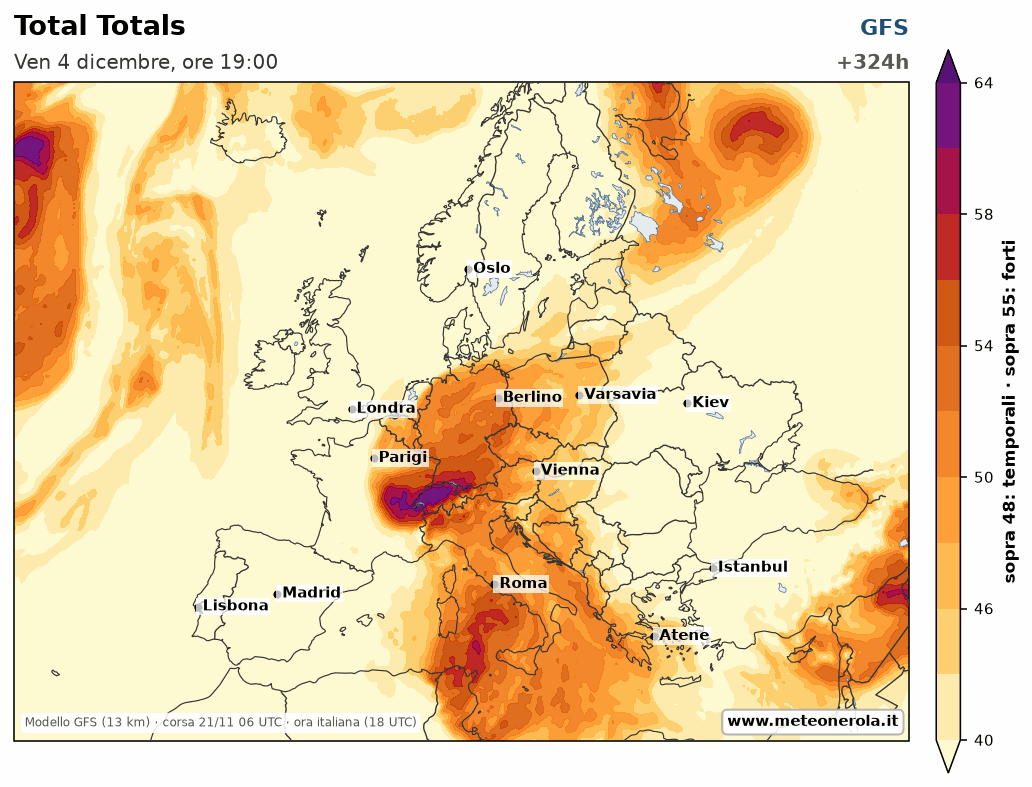 Total Totals
GFS
Ven 4 dicembre, ore 19:00
+324h
64
58
54
50
46
40
sopra 48: temporali · sopra 55: forti
Oslo
Berlino
Varsavia
Kiev
Londra
Parigi
Vienna
Istanbul
Roma
Madrid
Lisbona
Atene
Modello GFS (13 km) · corsa 21/11 06 UTC · ora italiana (18 UTC)
www.meteonerola.it